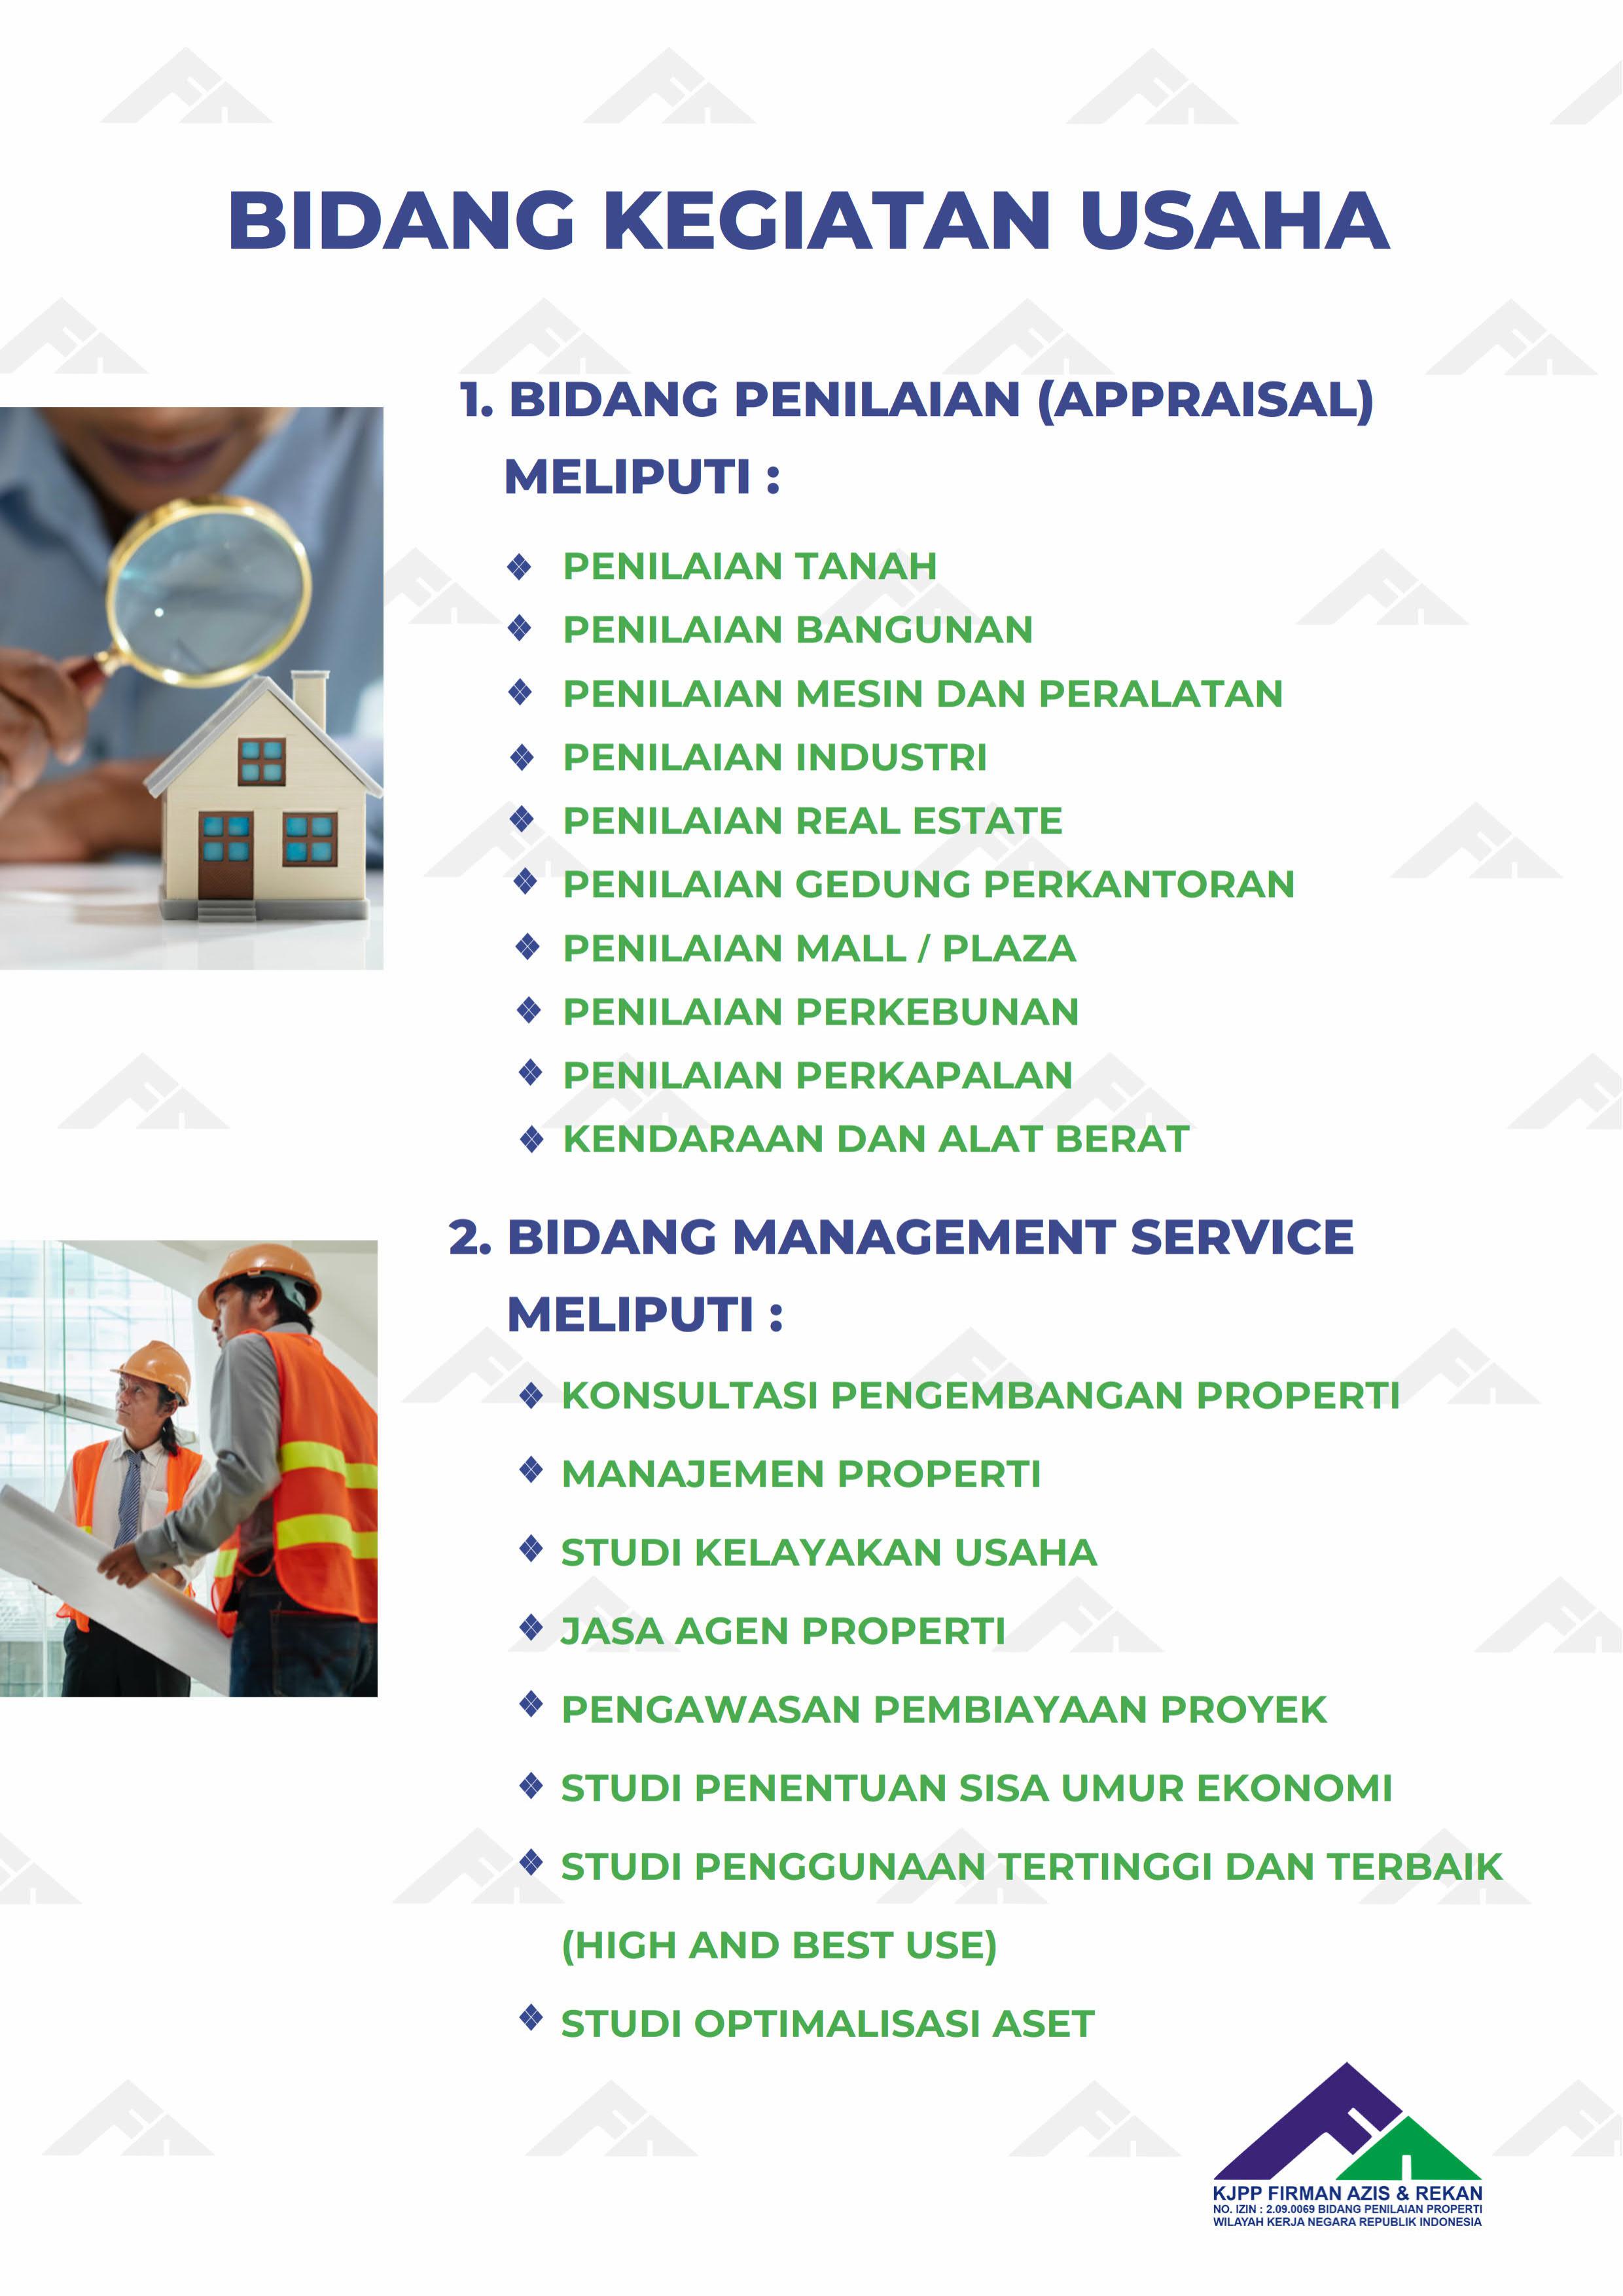 BIDANG KEGIATAN USAHA
1. BIDANG PENILAIAN (APPRAISAL)
MELIPUTI :
❖ PENILAIAN TANAH
❖ PENILAIAN BANGUNAN
❖ PENILAIAN MESIN DAN PERALATAN
❖ PENILAIAN INDUSTRI
❖ PENILAIAN REAL ESTATE
❖ PENILAIAN GEDUNG PERKANTORAN
❖ PENILAIAN MALL / PLAZA
❖ PENILAIAN PERKEBUNAN
❖ PENILAIAN PERKAPALAN
❖ KENDARAAN DAN ALAT BERAT
2. BIDANG MANAGEMENT SERVICE
MELIPUTI :
❖ KONSULTASI PENGEMBANGAN PROPERTI
❖ MANAJEMEN PROPERTI
❖ STUDI KELAYAKAN USAHA
❖ JASA AGEN PROPERTI
❖ PENGAWASAN PEMBIAYAAN PROYEK
❖ STUDI PENENTUAN SISA UMUR EKONOMI
❖ STUDI PENGGUNAAN TERTINGGI DAN TERBAIK
(HIGH AND BEST USE)
❖ STUDI OPTIMALISASI ASET
KJPP FIRMAN AZIS & REKAN
NO. IZIN : 2.09.0069 BIDANG PENILAIAN PROPERTI
WILAYAH KERJA NEGARA REPUBLIK INDONESIA